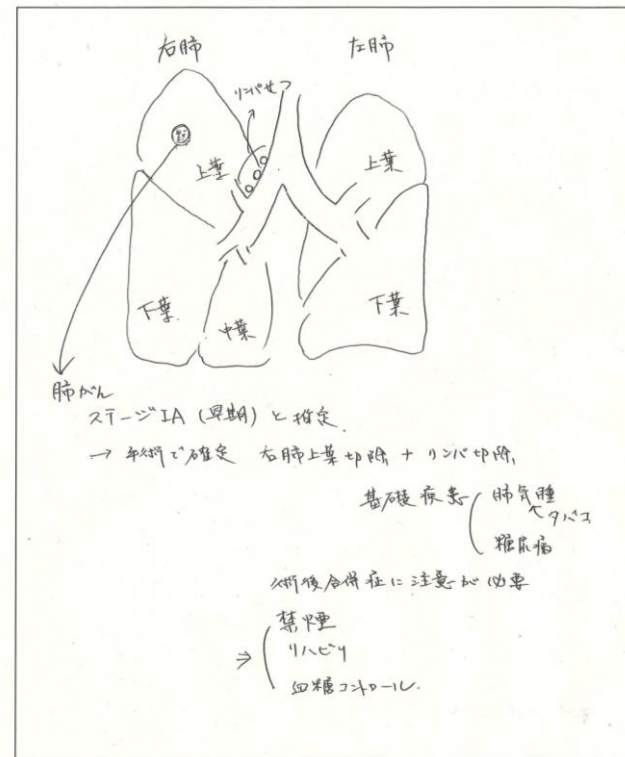 右肺
左肺
リンパせつ
上葉
上葉
下葉
中葉
下葉
肺がん
ステージIA (早期) と推定
→ 手術で確定 右肺上葉切除 + リンパ切除
基礎疾患 肺気腫
↖タバコ
糖尿病
術後合併症に注意が必要
禁煙
⇒ リハビリ
血糖コントロール.